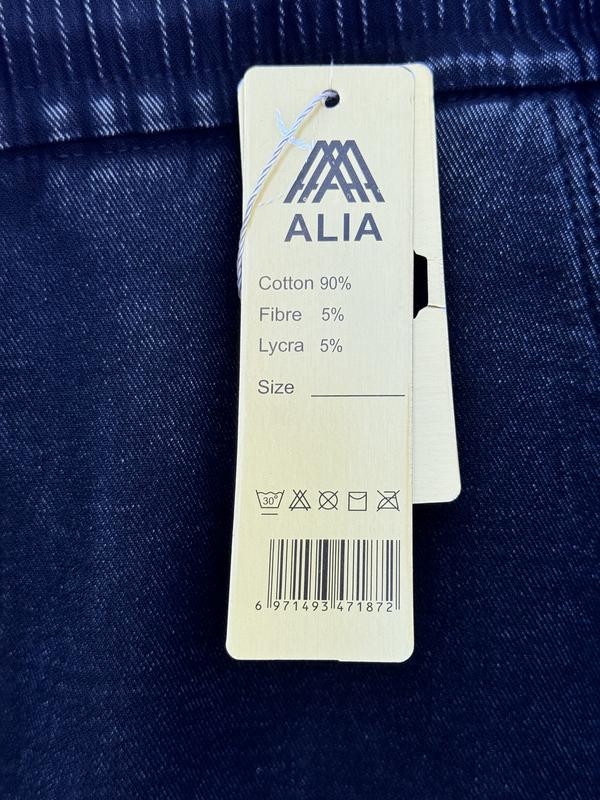 ALIA
Cotton 90%
Fibre 5%
Lycra 5%
Size
30°
6 971493 471872